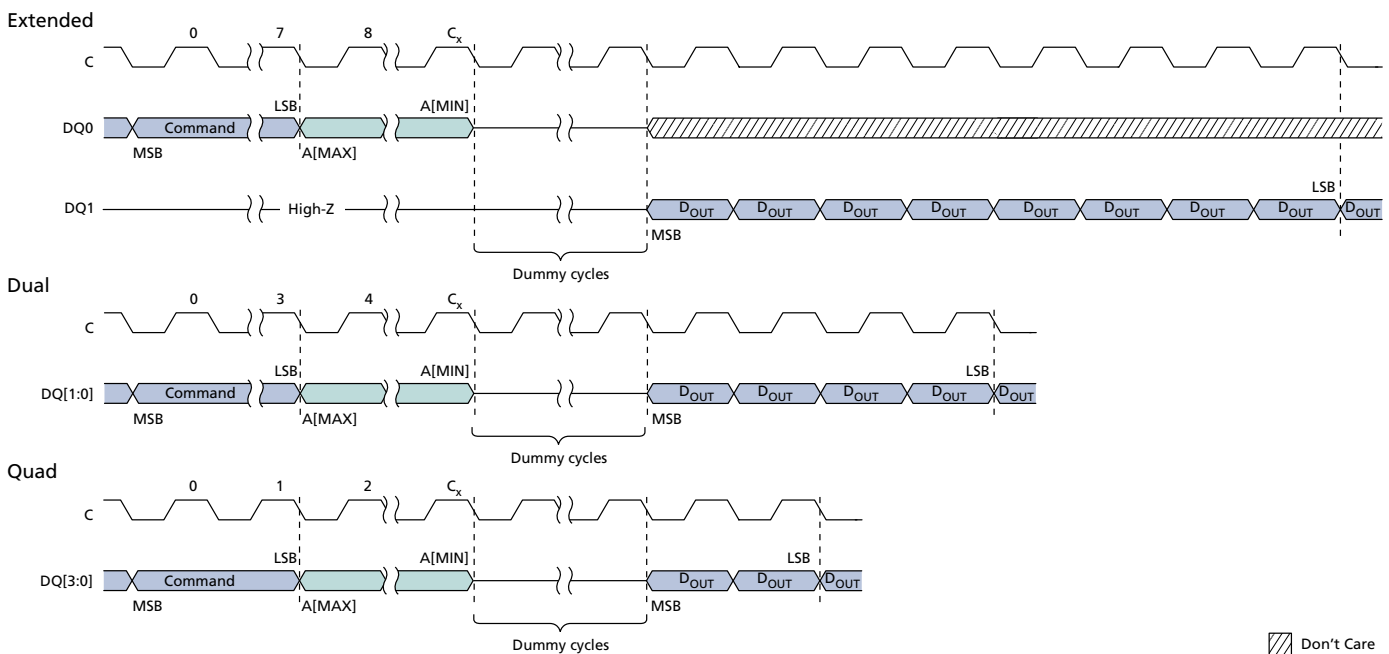 Extended
0 7 8 Cx
C
LSB A[MIN]
DQ0 Command
MSB A[MAX]
LSB
DQ1 High-Z DOUT DOUT DOUT DOUT DOUT DOUT DOUT DOUT DOUT
MSB
Dummy cycles
Dual
0 3 4 Cx
C
LSB A[MIN] LSB
DQ[1:0] Command DOUT DOUT DOUT DOUT DOUT
MSB A[MAX] MSB
Dummy cycles
Quad
0 1 2 Cx
C
LSB A[MIN] LSB
DQ[3:0] Command DOUT DOUT DOUT
MSB A[MAX] MSB
Dummy cycles
Don't Care